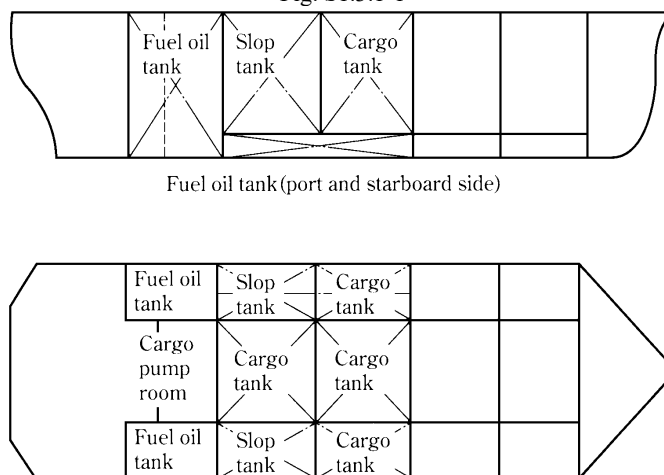 Fig.
Fuel oil
tank
Slop
tank
Cargo
tank
Fuel oil tank (port and starboard side)
Fuel oil
tank
Slop
tank
Cargo
tank
Cargo
pump
room
Cargo
tank
Cargo
tank
Fuel oil
tank
Slop
tank
Cargo
tank